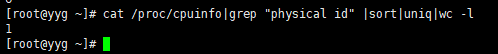 [root@yyg ~]# cat /proc/cpuinfo|grep "physical id" |sort|uniq|wc -l
1
[root@yyg ~]#